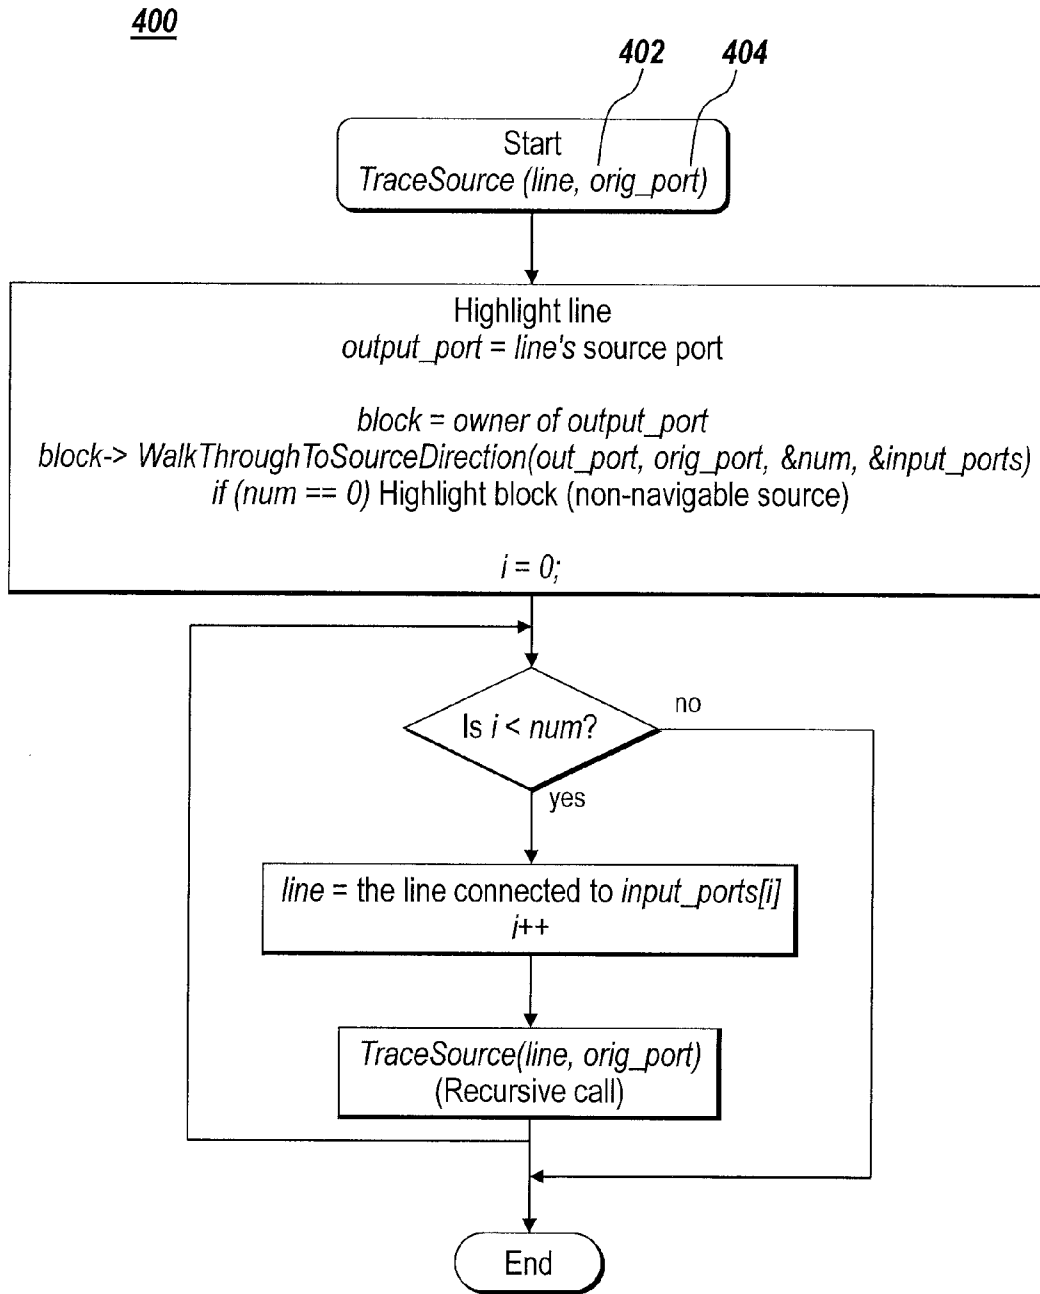 400
402 404
Start
TraceSource (line, orig_port)
Highlight line
output_port = line's source port
block = owner of output_port
block-> WalkThroughToSourceDirection(out_port, orig_port, &num, &input_ports)
if (num == 0) Highlight block (non-navigable source)
i = 0;
Is i < num?
no
yes
line = the line connected to input_ports[i]
i++
TraceSource(line, orig_port)
(Recursive call)
End